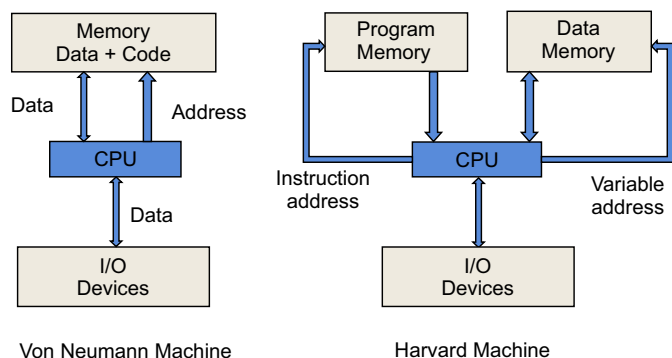 Memory
Data + Code
Data
Address
CPU
Data
I/O
Devices
Von Neumann Machine
Program
Memory
Data
Memory
CPU
Instruction
address
Variable
address
I/O
Devices
Harvard Machine